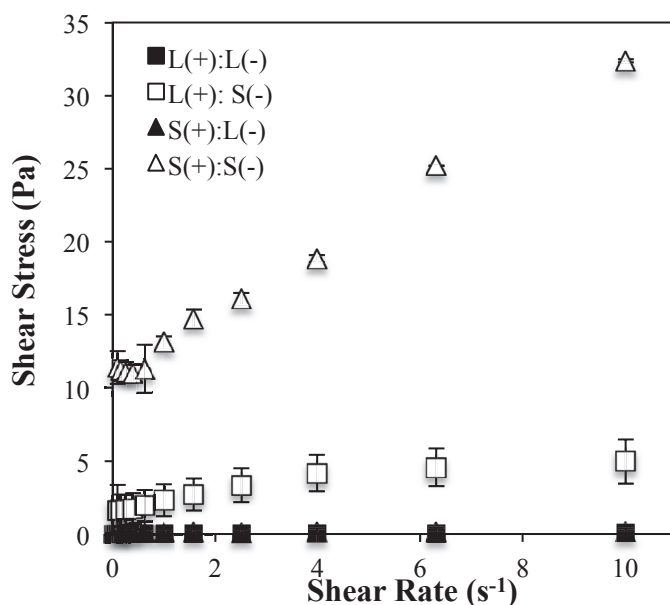 35
30
25
20
15
10
5
0
Shear Stress (Pa)
L(+):L(-)
L(+): S(-)
S(+):L(-)
S(+):S(-)
0 2 4 6 8 10
Shear Rate (s-1)